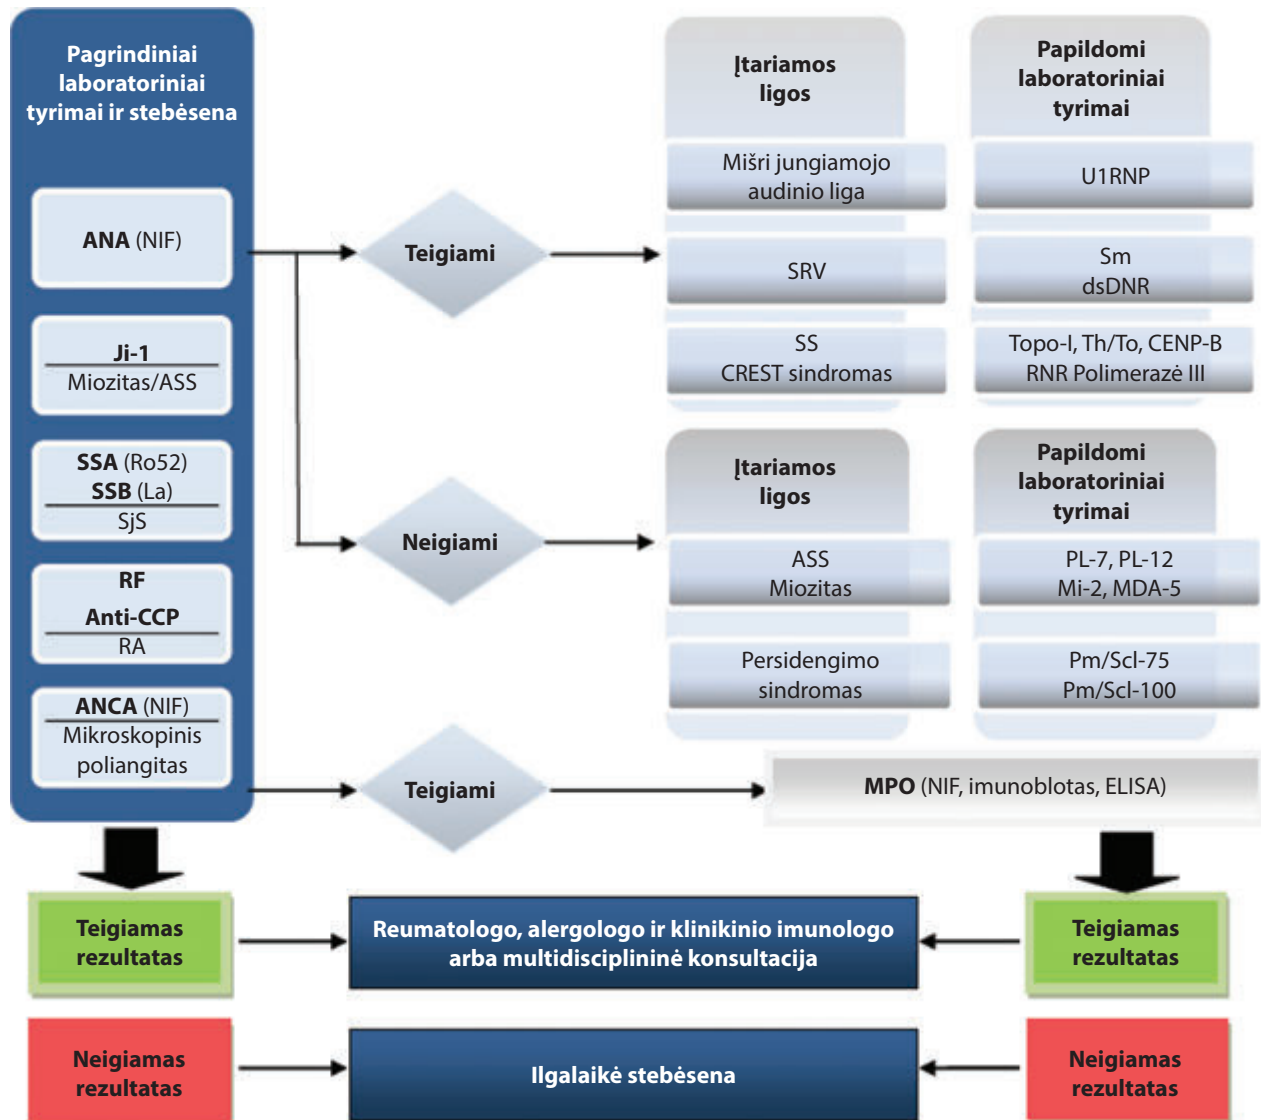 Pagrindiniai
laboratoriniai
tyrimai ir stebėsena
ANA (NIF)
Ji-1
Miozitas/ASS
SSA (Ro52)
SSB (La)
SjS
RF
Anti-CCP
RA
ANCA (NIF)
Mikroskopinis
poliangitas
Teigiami
Neigiami
Teigiami
Įtariamos
ligos
Mišri jungiamojo
audinio liga
SRV
SS
CREST sindromas
Papildomi
laboratoriniai
tyrimai
U1RNP
Sm
dsDNR
Topo-I, Th/To, CENP-B
RNR Polimerazė III
Įtariamos
ligos
ASS
Miozitas
Persidengimo
sindromas
Papildomi
laboratoriniai
tyrimai
PL-7, PL-12
Mi-2, MDA-5
Pm/Scl-75
Pm/Scl-100
MPO (NIF, imunoblotas, ELISA)
Teigiamas
rezultatas
Reumatologo, alergologo ir klinikinio imunologo
arba multidisciplininė konsultacija
Teigiamas
rezultatas
Neigiamas
rezultatas
Ilgalaikė stebėsena
Neigiamas
rezultatas